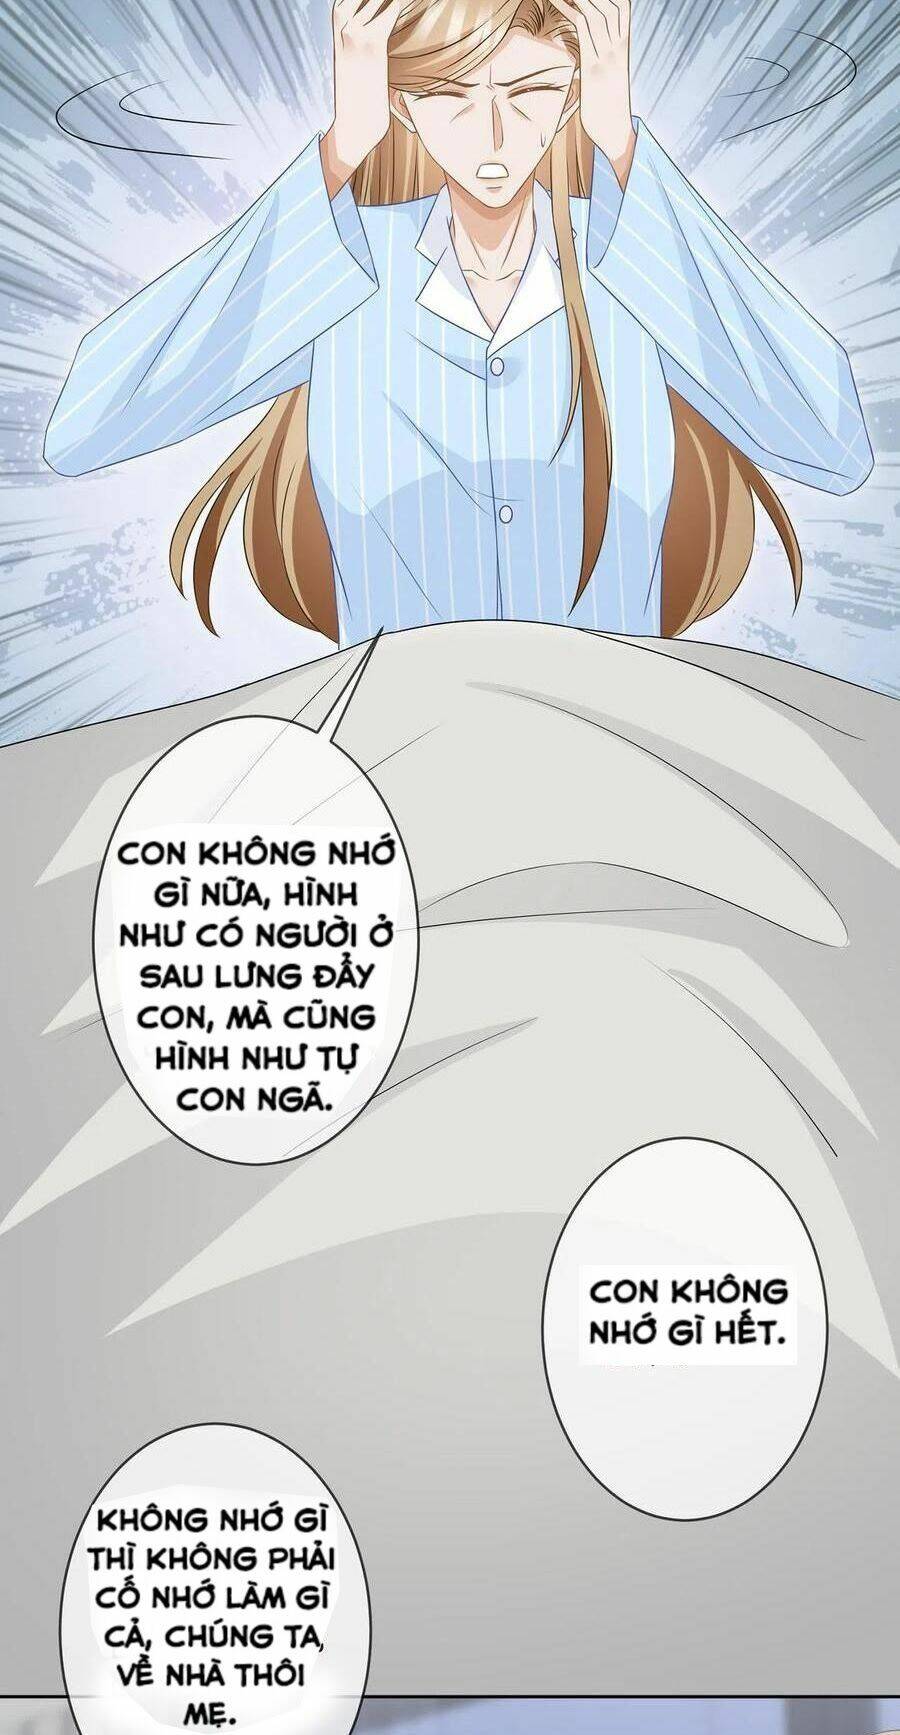 CON KHÔNG NHỚ
GÌ NỮA, HÌNH
NHƯ CÓ NGƯỜI Ở
SAU LƯNG ĐẨY
CON, MÀ CŨNG
HÌNH NHƯ TỰ
CON NGÃ.
CON KHÔNG
NHỚ GÌ HẾT.
KHÔNG NHỚ GÌ
THÌ KHÔNG PHẢI
CỐ NHỚ LÀM GÌ
CẢ, CHÚNG TA
VỀ NHÀ THÔI
MẸ.